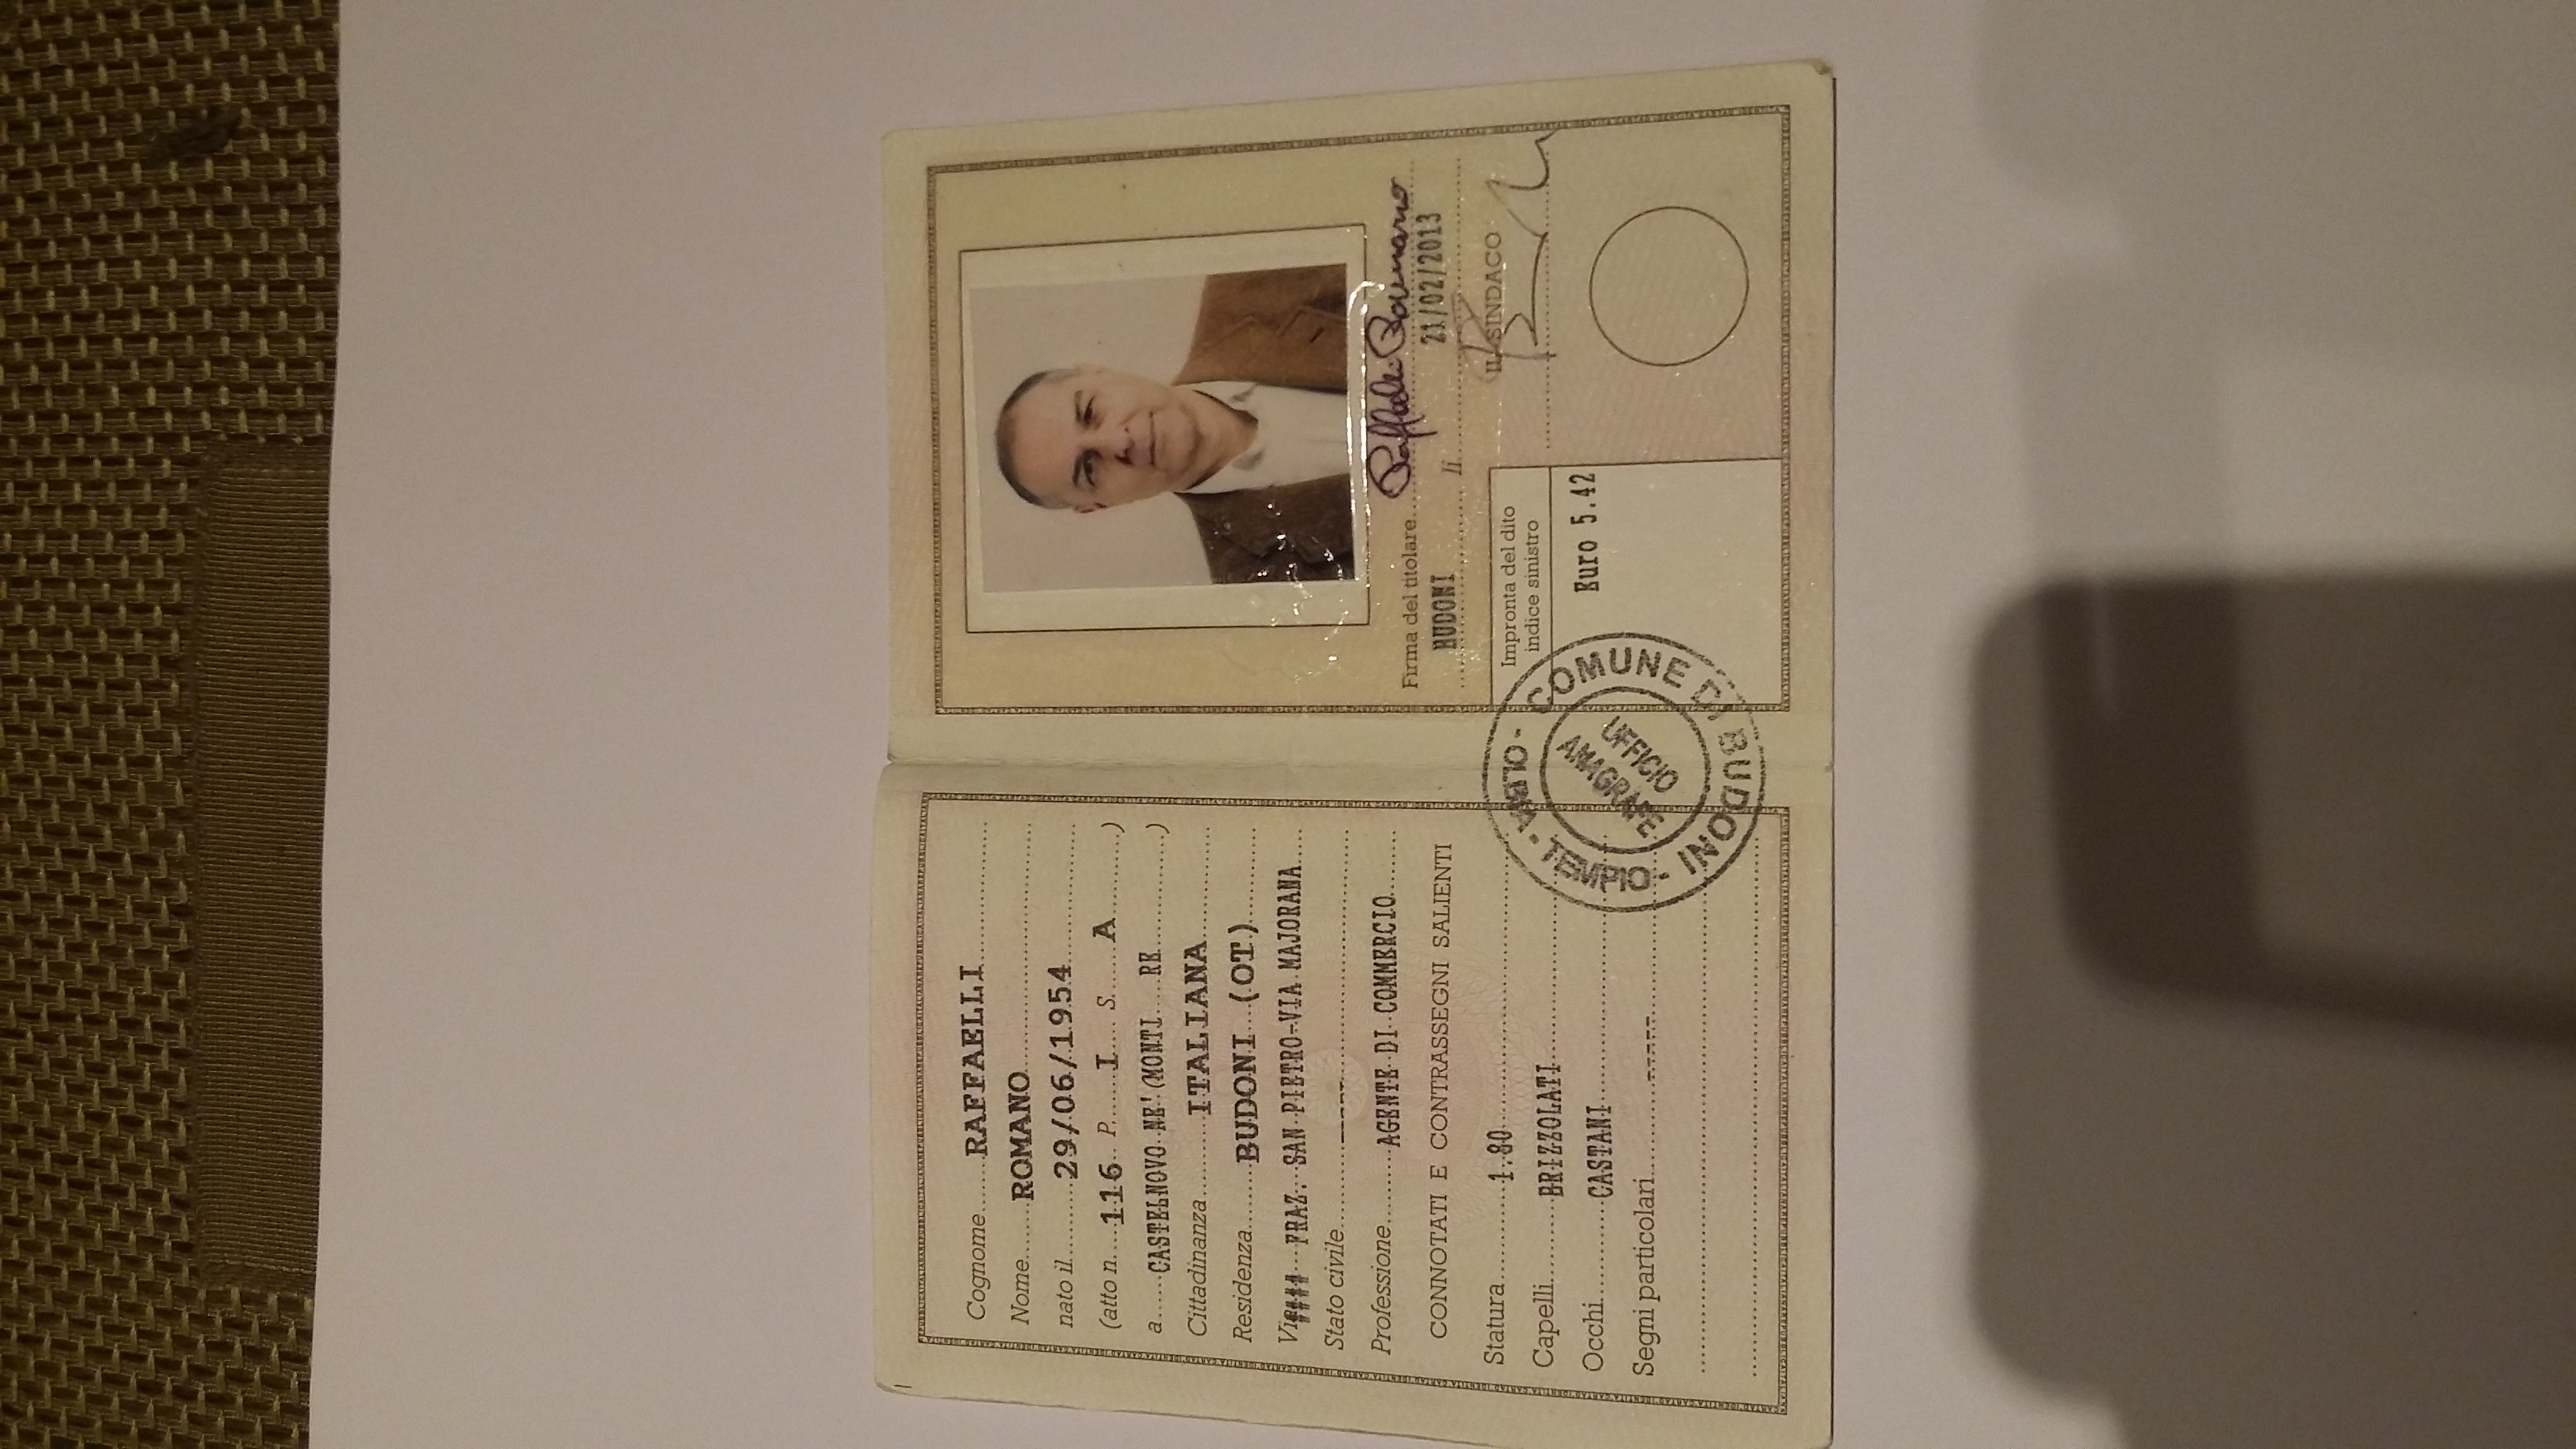 Cognome......RAFFAELLI
Nome......ROMANO
nato il......29/06/1954
(atto n....116 P......I... S....A......)
a......CASTELNOVO NE'(MONTI...RE......)
Cittadinanza......ITALIANA
Residenza......BUDONI (OT)
FRAZ. SAN PIETRO-VIA MAJORANA
Stato civile
Professione......AGENTE DI COMMERCIO
CONNOTATI E CONTRASSEGNI SALIENTI
Statura......1.80
Capelli......BRIZZOLATI
Occhi......CASTANI
Segni particolari
Firma del titolare......Raffaelli Romano
li 21/02/2013
IL SINDACO
Impronta del dito
indice sinistro
Euro 5.42
COMUNE DI BUDONI - TEMPIO - OLBIA -
UFFICIO
ANAGRAFE